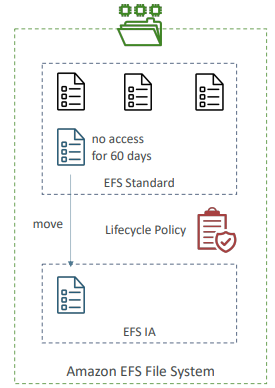 no access
for 60 days
EFS Standard
move
Lifecycle Policy
EFS IA
Amazon EFS File System